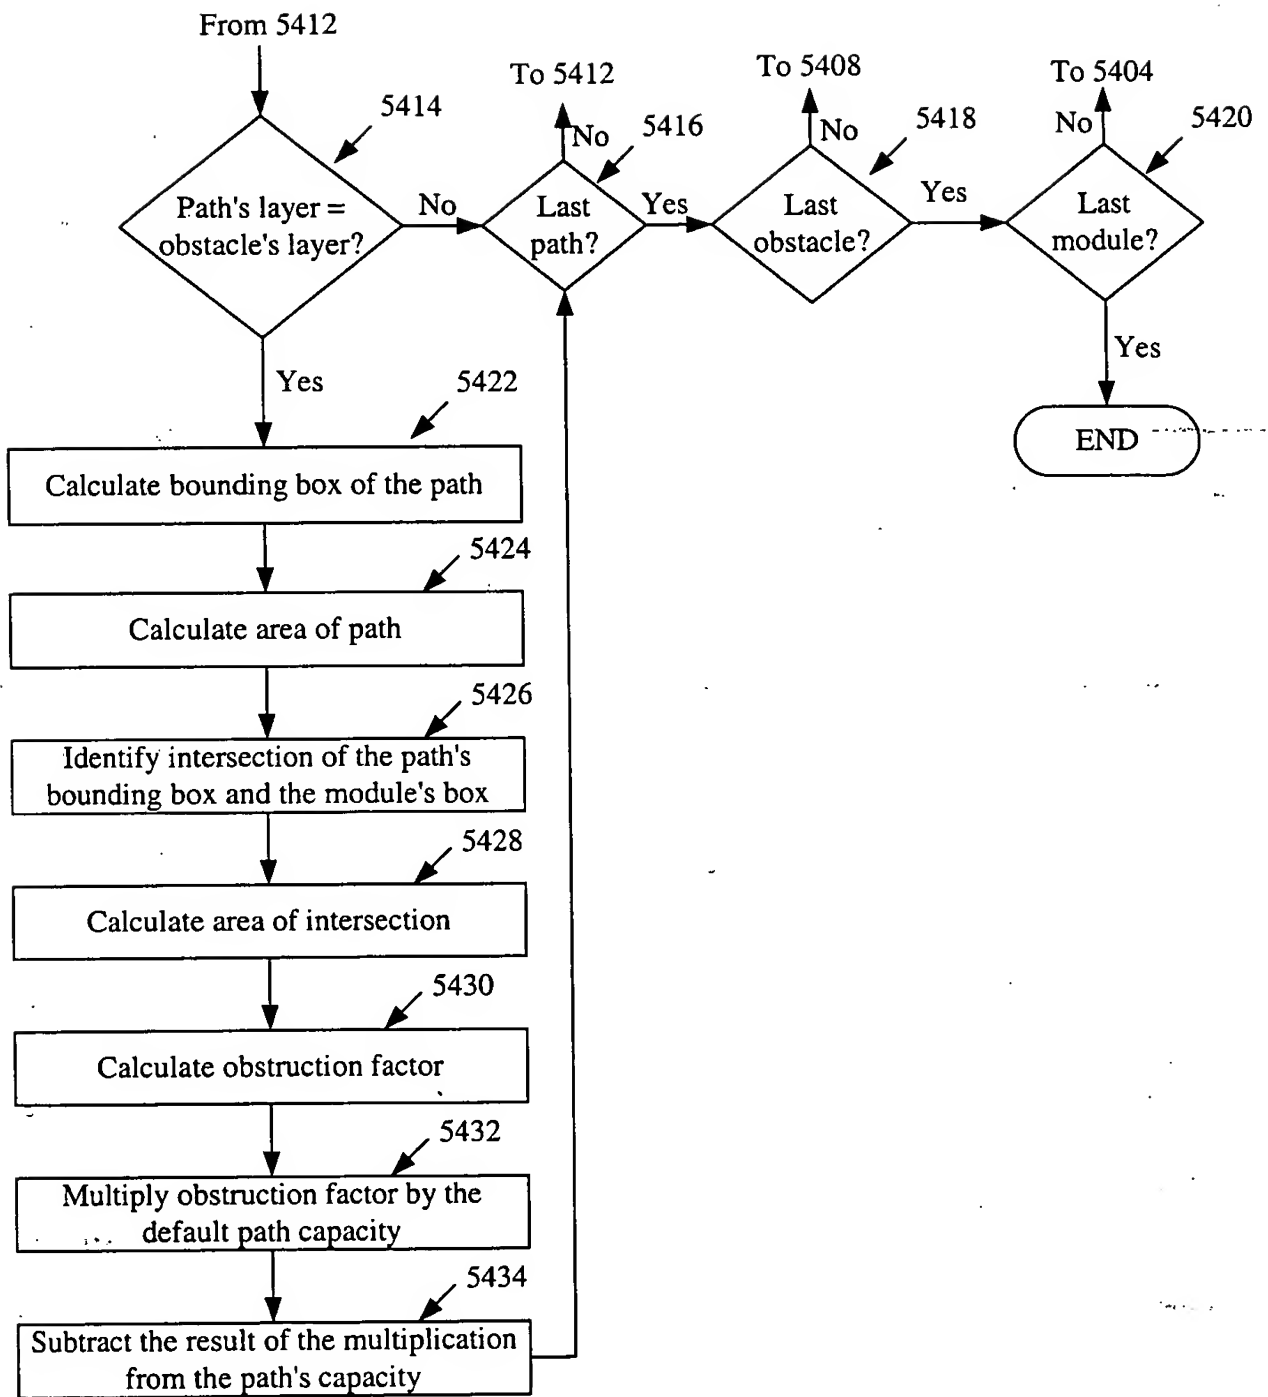 From 5412
5414
Path's layer =
obstacle's layer?
No
Yes
To 5412
No
5416
Last
path?
Yes
To 5408
No
5418
Last
obstacle?
Yes
To 5404
No
5420
Last
module?
Yes
END
5422
Calculate bounding box of the path
5424
Calculate area of path
5426
Identify intersection of the path's
bounding box and the module's box
5428
Calculate area of intersection
5430
Calculate obstruction factor
5432
Multiply obstruction factor by the
default path capacity
5434
Subtract the result of the multiplication
from the path's capacity